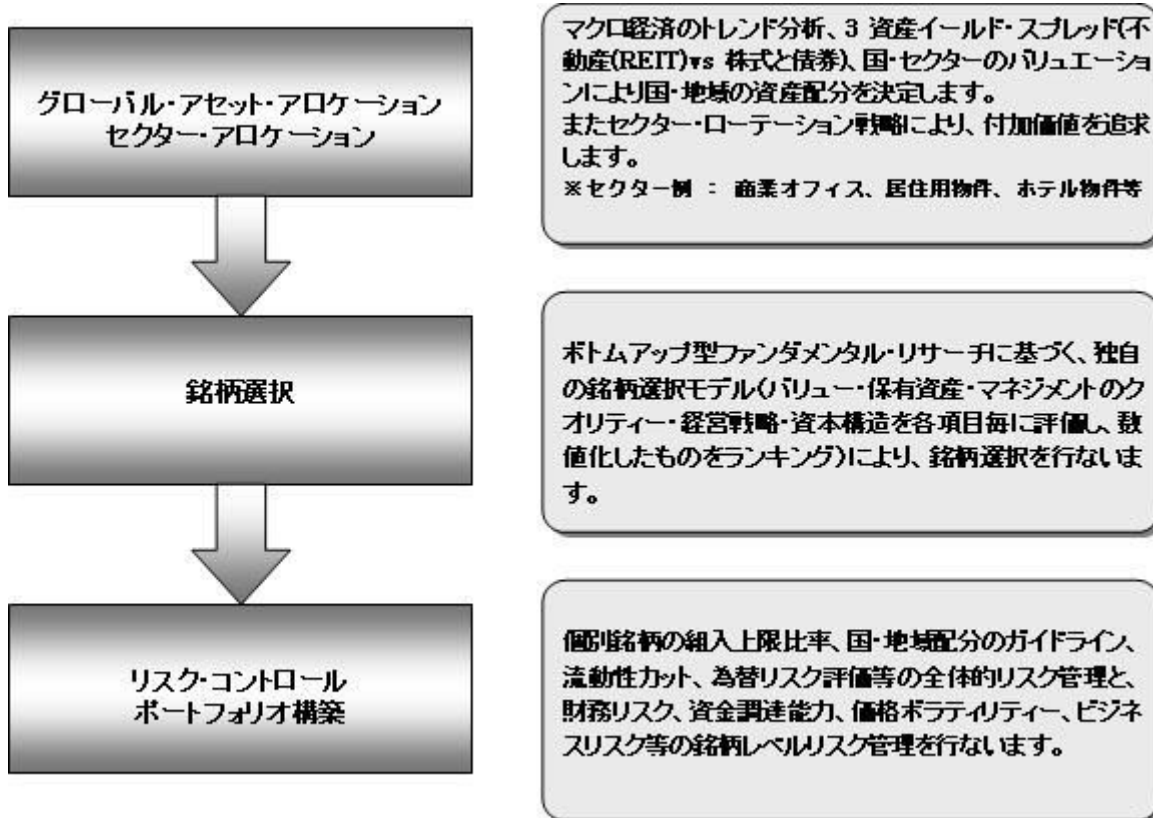 グローバル・アセット・アロケーション
セクター・アロケーション
マクロ経済のトレンド分析、3 資産イールド・スプレッド(不
動産(REIT)vs 株式と債券)、国・セクターのバリュエーショ
ンにより国・地域の資産配分を決定します。
またセクター・ローテーション戦略により、付加価値を追求
します。
※セクター例 : 商業オフィス、居住用物件、ホテル物件等
銘柄選択
ボトムアップ型ファンダメンタル・リサーチに基づく、独自
の銘柄選択モデル(バリュー・保有資産・マネジメントのク
オリティー・経営戦略・資本構造を各項目毎に評価し、数
値化したものをランキング)により、銘柄選択を行ないま
す。
リスク・コントロール
ポートフォリオ構築
個別銘柄の組入上限比率、国・地域配分のガイドライン、
流動性カット、為替リスク評価等の全体的リスク管理と、
財務リスク、資金調達能力、価格ボラティリティー、ビジネ
スリスク等の銘柄レベルリスク管理を行ないます。